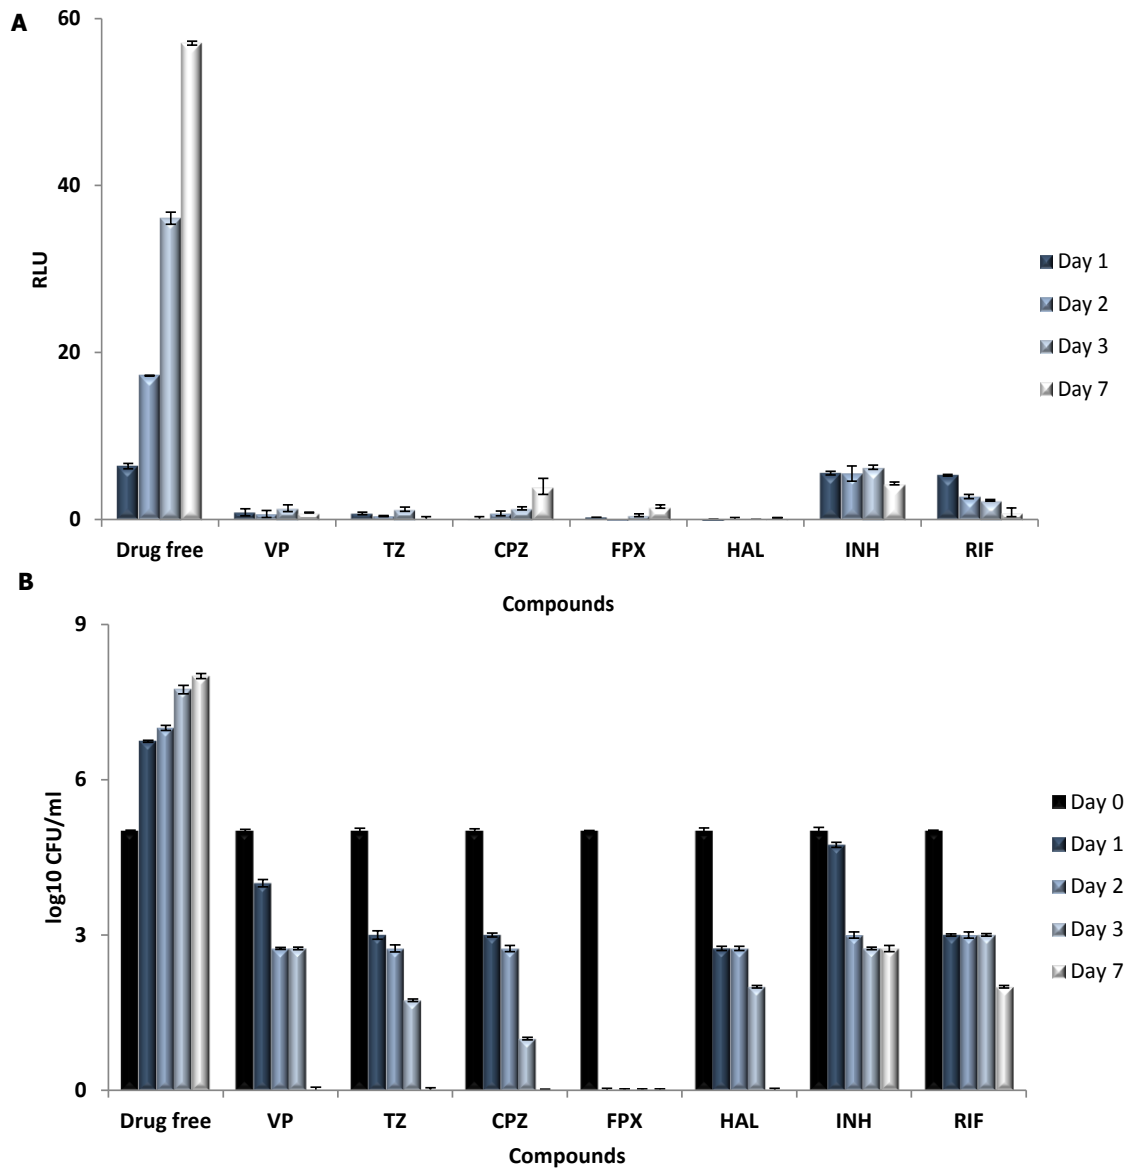 A
60
40
20
0
RLU
Drug free VP TZ CPZ FPX HAL INH RIF
Compounds
Day 1
Day 2
Day 3
Day 7
B
9
6
3
0
log10 CFU/ml
Drug free VP TZ CPZ FPX HAL INH RIF
Compounds
Day 0
Day 1
Day 2
Day 3
Day 7